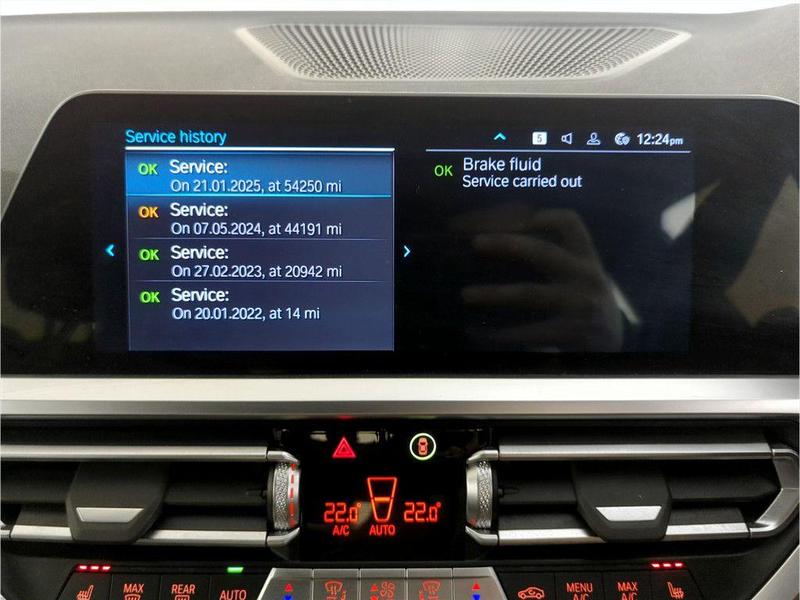 Service history
5
12:24pm
OK Service:
On 21.01.2025, at 54250 mi
OK Service:
On 07.05.2024, at 44191 mi
OK Service:
On 27.02.2023, at 20942 mi
OK Service:
On 20.01.2022, at 14 mi
OK Brake fluid
Service carried out
22.0° 22.0°
A/C AUTO
MAX
REAR
AUTO
MENU
A/C
MAX
A/C